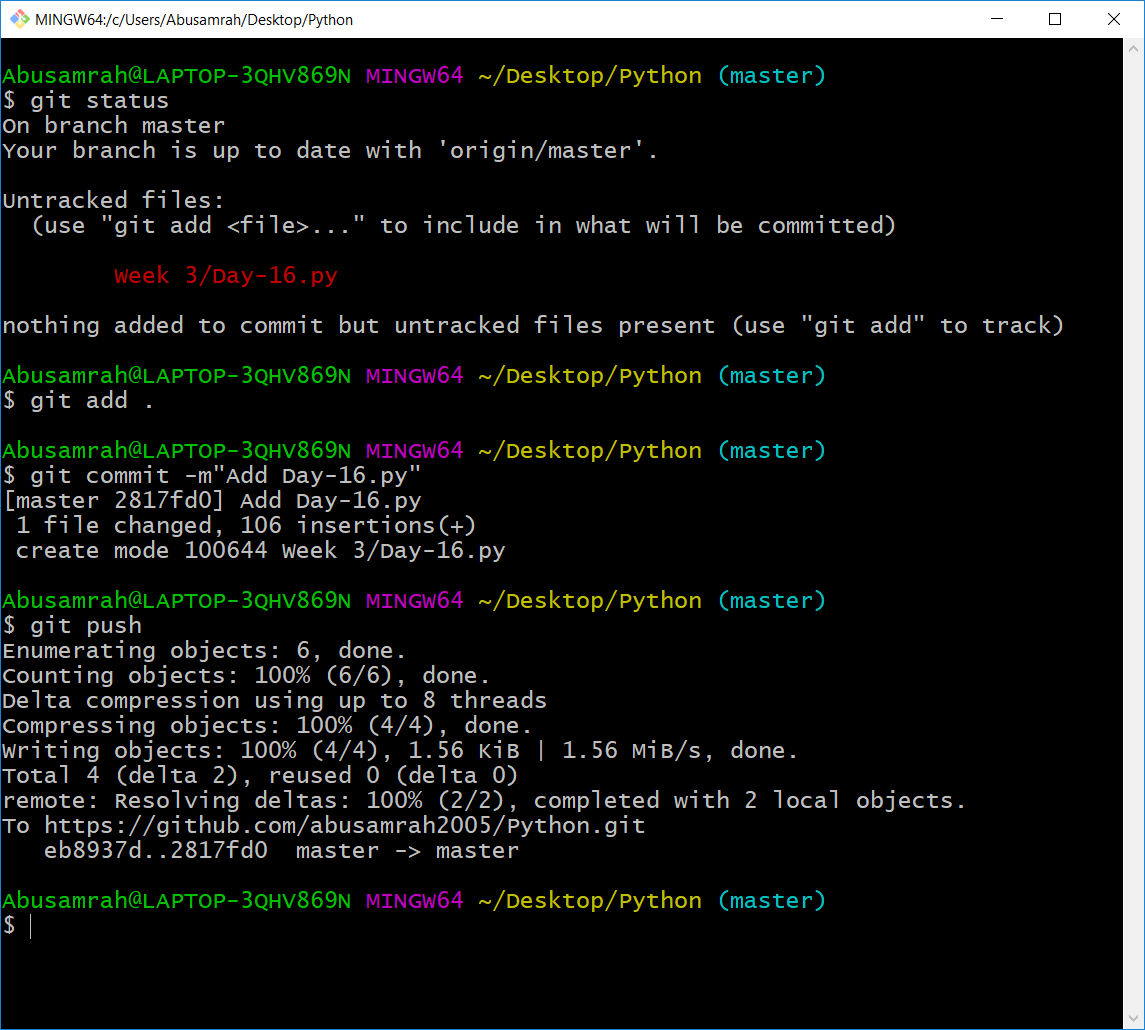 MINGW64:/c/Users/Abusamrah/Desktop/Python
Abusamrah@LAPTOP-3QHV869N MINGW64 ~/Desktop/Python (master)
$ git status
On branch master
Your branch is up to date with 'origin/master'.
Untracked files:
  (use "git add <file>..." to include in what will be committed)
        Week 3/Day-16.py
nothing added to commit but untracked files present (use "git add" to track)
Abusamrah@LAPTOP-3QHV869N MINGW64 ~/Desktop/Python (master)
$ git add .
Abusamrah@LAPTOP-3QHV869N MINGW64 ~/Desktop/Python (master)
$ git commit -m"Add Day-16.py"
[master 2817fd0] Add Day-16.py
 1 file changed, 106 insertions(+)
 create mode 100644 Week 3/Day-16.py
Abusamrah@LAPTOP-3QHV869N MINGW64 ~/Desktop/Python (master)
$ git push
Enumerating objects: 6, done.
Counting objects: 100% (6/6), done.
Delta compression using up to 8 threads
Compressing objects: 100% (4/4), done.
Writing objects: 100% (4/4), 1.56 KiB | 1.56 MiB/s, done.
Total 4 (delta 2), reused 0 (delta 0)
remote: Resolving deltas: 100% (2/2), completed with 2 local objects.
To https://github.com/abusamrah2005/Python.git
   eb8937d..2817fd0  master -> master
Abusamrah@LAPTOP-3QHV869N MINGW64 ~/Desktop/Python (master)
$